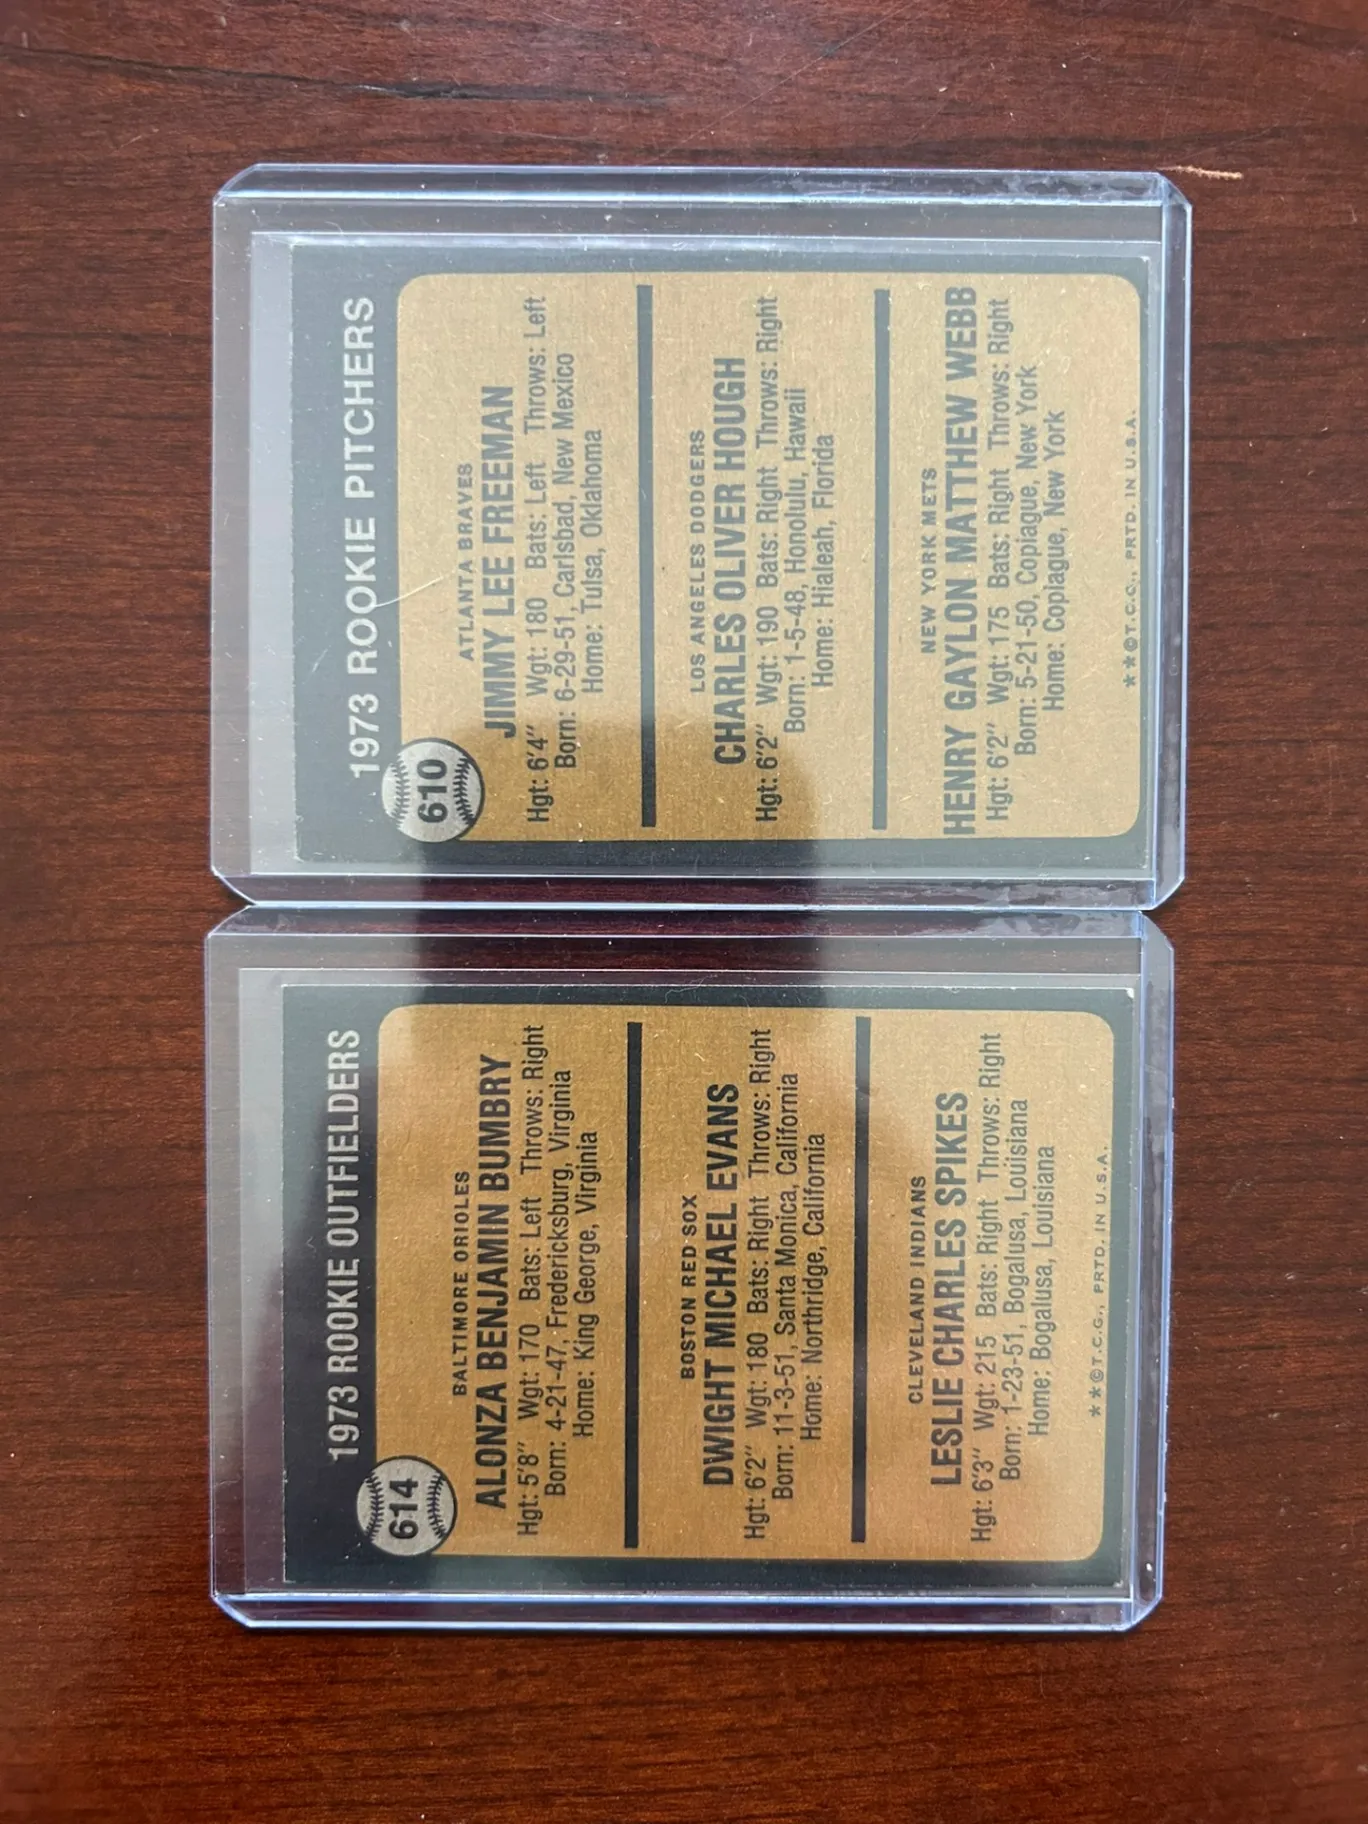 1973 ROOKIE OUTFIELDERS
614
BALTIMORE ORIOLES
ALONZA BENJAMIN BUMBRY
Hgt: 5'8" Wgt: 170 Bats: Left Throws: Right
Born: 4-21-47, Fredericksburg, Virginia
Home: King George, Virginia
BOSTON RED SOX
DWIGHT MICHAEL EVANS
Hgt: 6'2" Wgt: 180 Bats: Right Throws: Right
Born: 11-3-51, Santa Monica, California
Home: Northridge, California
CLEVELAND INDIANS
LESLIE CHARLES SPIKES
Hgt: 6'3" Wgt: 215 Bats: Right Throws: Right
Born: 1-23-51, Bogalusa, Louisiana
Home: Bogalusa, Louisiana
**©T.C.G., PRTD. IN U.S.A.
1973 ROOKIE PITCHERS
610
ATLANTA BRAVES
JIMMY LEE FREEMAN
Hgt: 6'4" Wgt: 180 Bats: Left Throws: Left
Born: 6-29-51, Carlsbad, New Mexico
Home: Tulsa, Oklahoma
LOS ANGELES DODGERS
CHARLES OLIVER HOUGH
Hgt: 6'2" Wgt: 190 Bats: Right Throws: Right
Born: 1-5-48, Honolulu, Hawaii
Home: Hialeah, Florida
NEW YORK METS
HENRY GAYLON MATTHEW WEBB
Hgt: 6'2" Wgt: 175 Bats: Right Throws: Right
Born: 5-21-50, Copiague, New York
Home: Copiague, New York
**©T.C.G., PRTD. IN U.S.A.